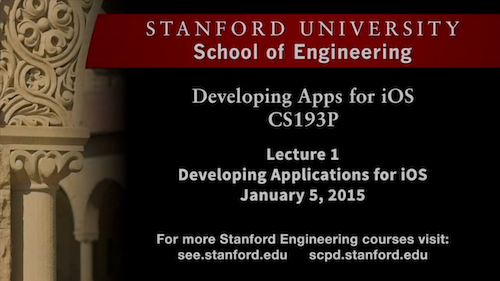 STANFORD UNIVERSITY
School of Engineering
Developing Apps for iOS
CS193P
Lecture 1
Developing Applications for iOS
January 5, 2015
For more Stanford Engineering courses visit:
see.stanford.edu scpd.stanford.edu